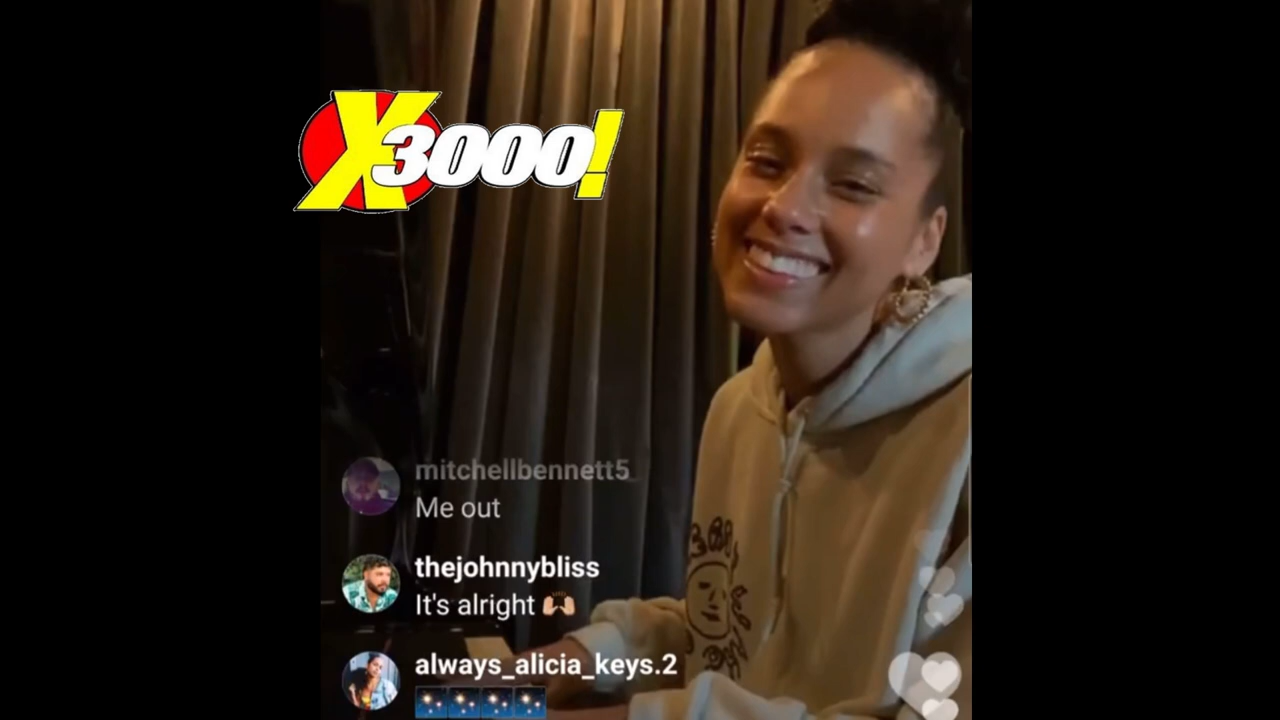 X3000!
mitchellbennett5
Me out
thejohnnybliss
It's alright 🙌🏼
always_alicia_keys.2
🎇🎇🎇🎇